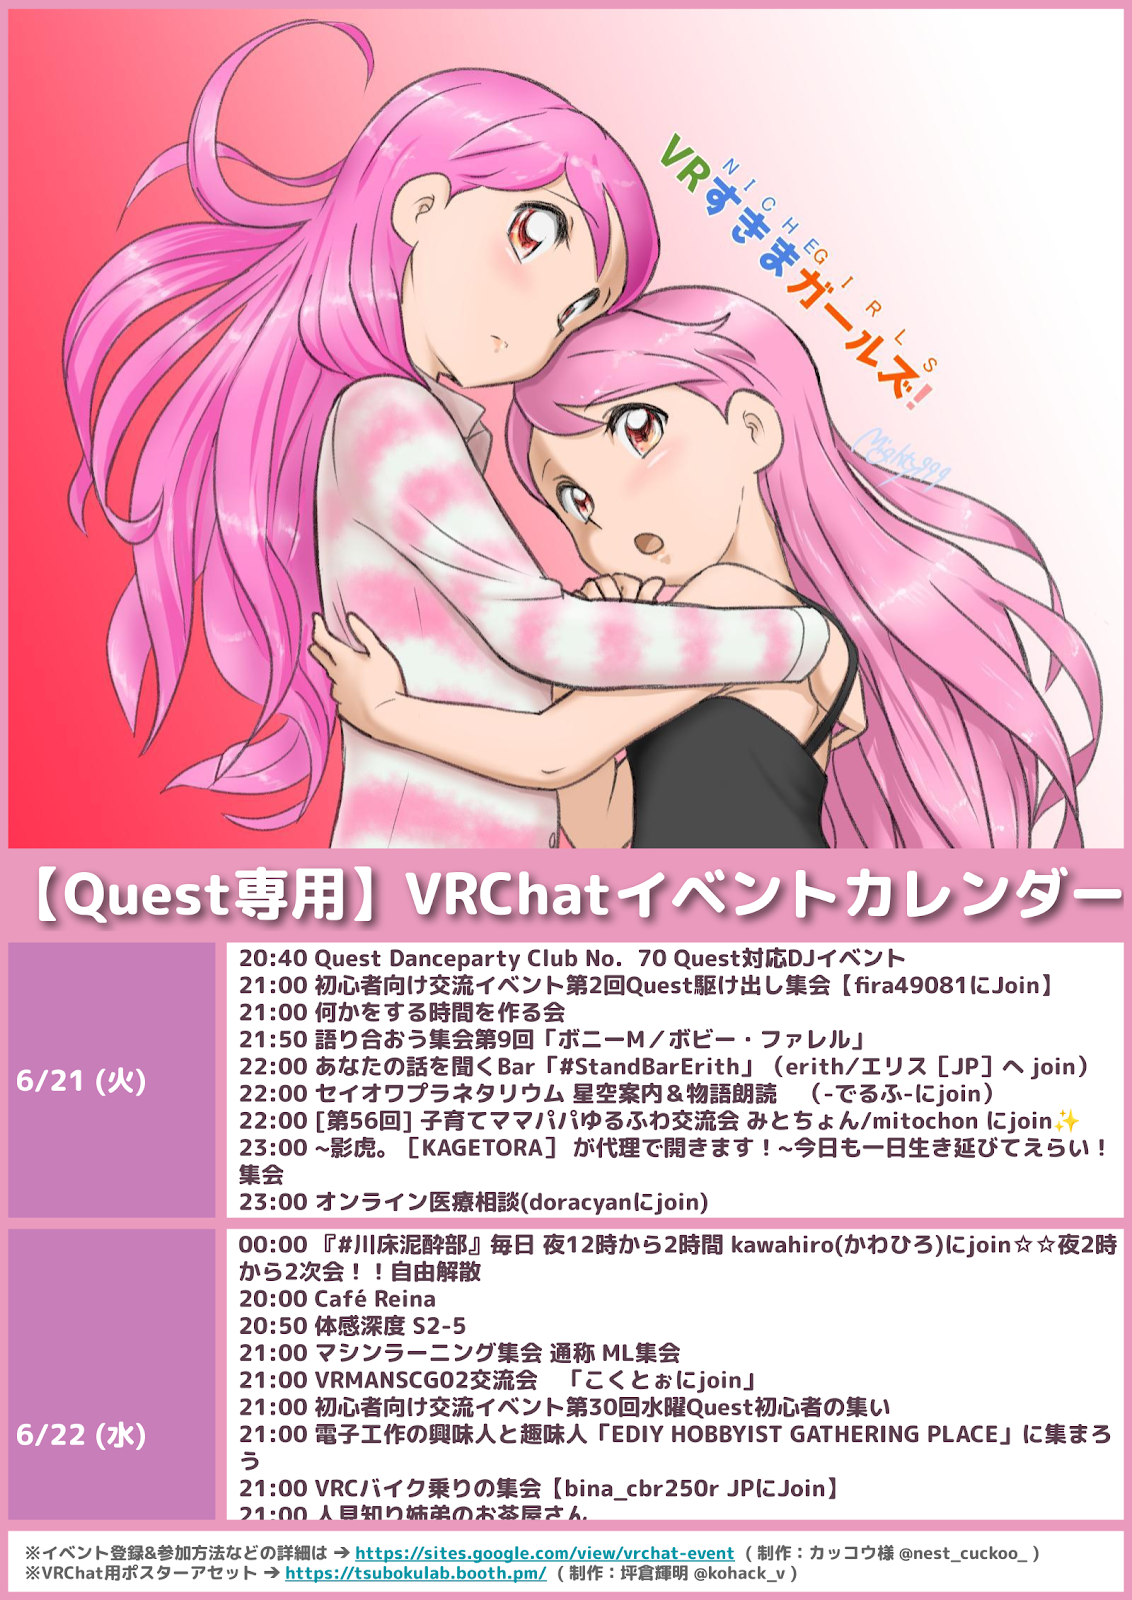 VRすきまガールズ!
NICHE GIRLS
Mighty999
【Quest専用】VRChatイベントカレンダー
6/21 (火)
20:40 Quest Danceparty Club No. 70 Quest対応DJイベント
21:00 初心者向け交流イベント第2回Quest駆け出し集会【fira49081にJoin】
21:00 何かをする時間を作る会
21:50 語り合おう集会第9回「ボニーM／ボビー・ファレル」
22:00 あなたの話を聞くBar「#StandBarErith」（erith/エリス［JP］へ join）
22:00 セイオワプラネタリウム 星空案内＆物語朗読　（-でるふ-にjoin）
22:00 [第56回] 子育てママパパゆるふわ交流会 みとちょん/mitochon にjoin✨
23:00 ~影虎。［KAGETORA］ が代理で開きます！~今日も一日生き延びてえらい！
集会
23:00 オンライン医療相談(doracyanにjoin)
6/22 (水)
00:00 『#川床泥酔部』毎日 夜12時から2時間 kawahiro(かわひろ)にjoin☆☆夜2時
から2次会！！自由解散
20:00 Café Reina
20:50 体感深度 S2-5
21:00 マシンラーニング集会 通称 ML集会
21:00 VRMANSCG02交流会　「こくとぉにjoin」
21:00 初心者向け交流イベント第30回水曜Quest初心者の集い
21:00 電子工作の興味人と趣味人「EDIY HOBBYIST GATHERING PLACE」に集まろ
う
21:00 VRCバイク乗りの集会【bina_cbr250r JPにJoin】
21:00 人見知り姉弟のお茶屋さん
※イベント登録&参加方法などの詳細は → https://sites.google.com/view/vrchat-event （ 制作：カッコウ様 @nest_cuckoo_ ）
※VRChat用ポスターアセット → https://tsubokulab.booth.pm/ （ 制作：坪倉輝明 @kohack_v ）